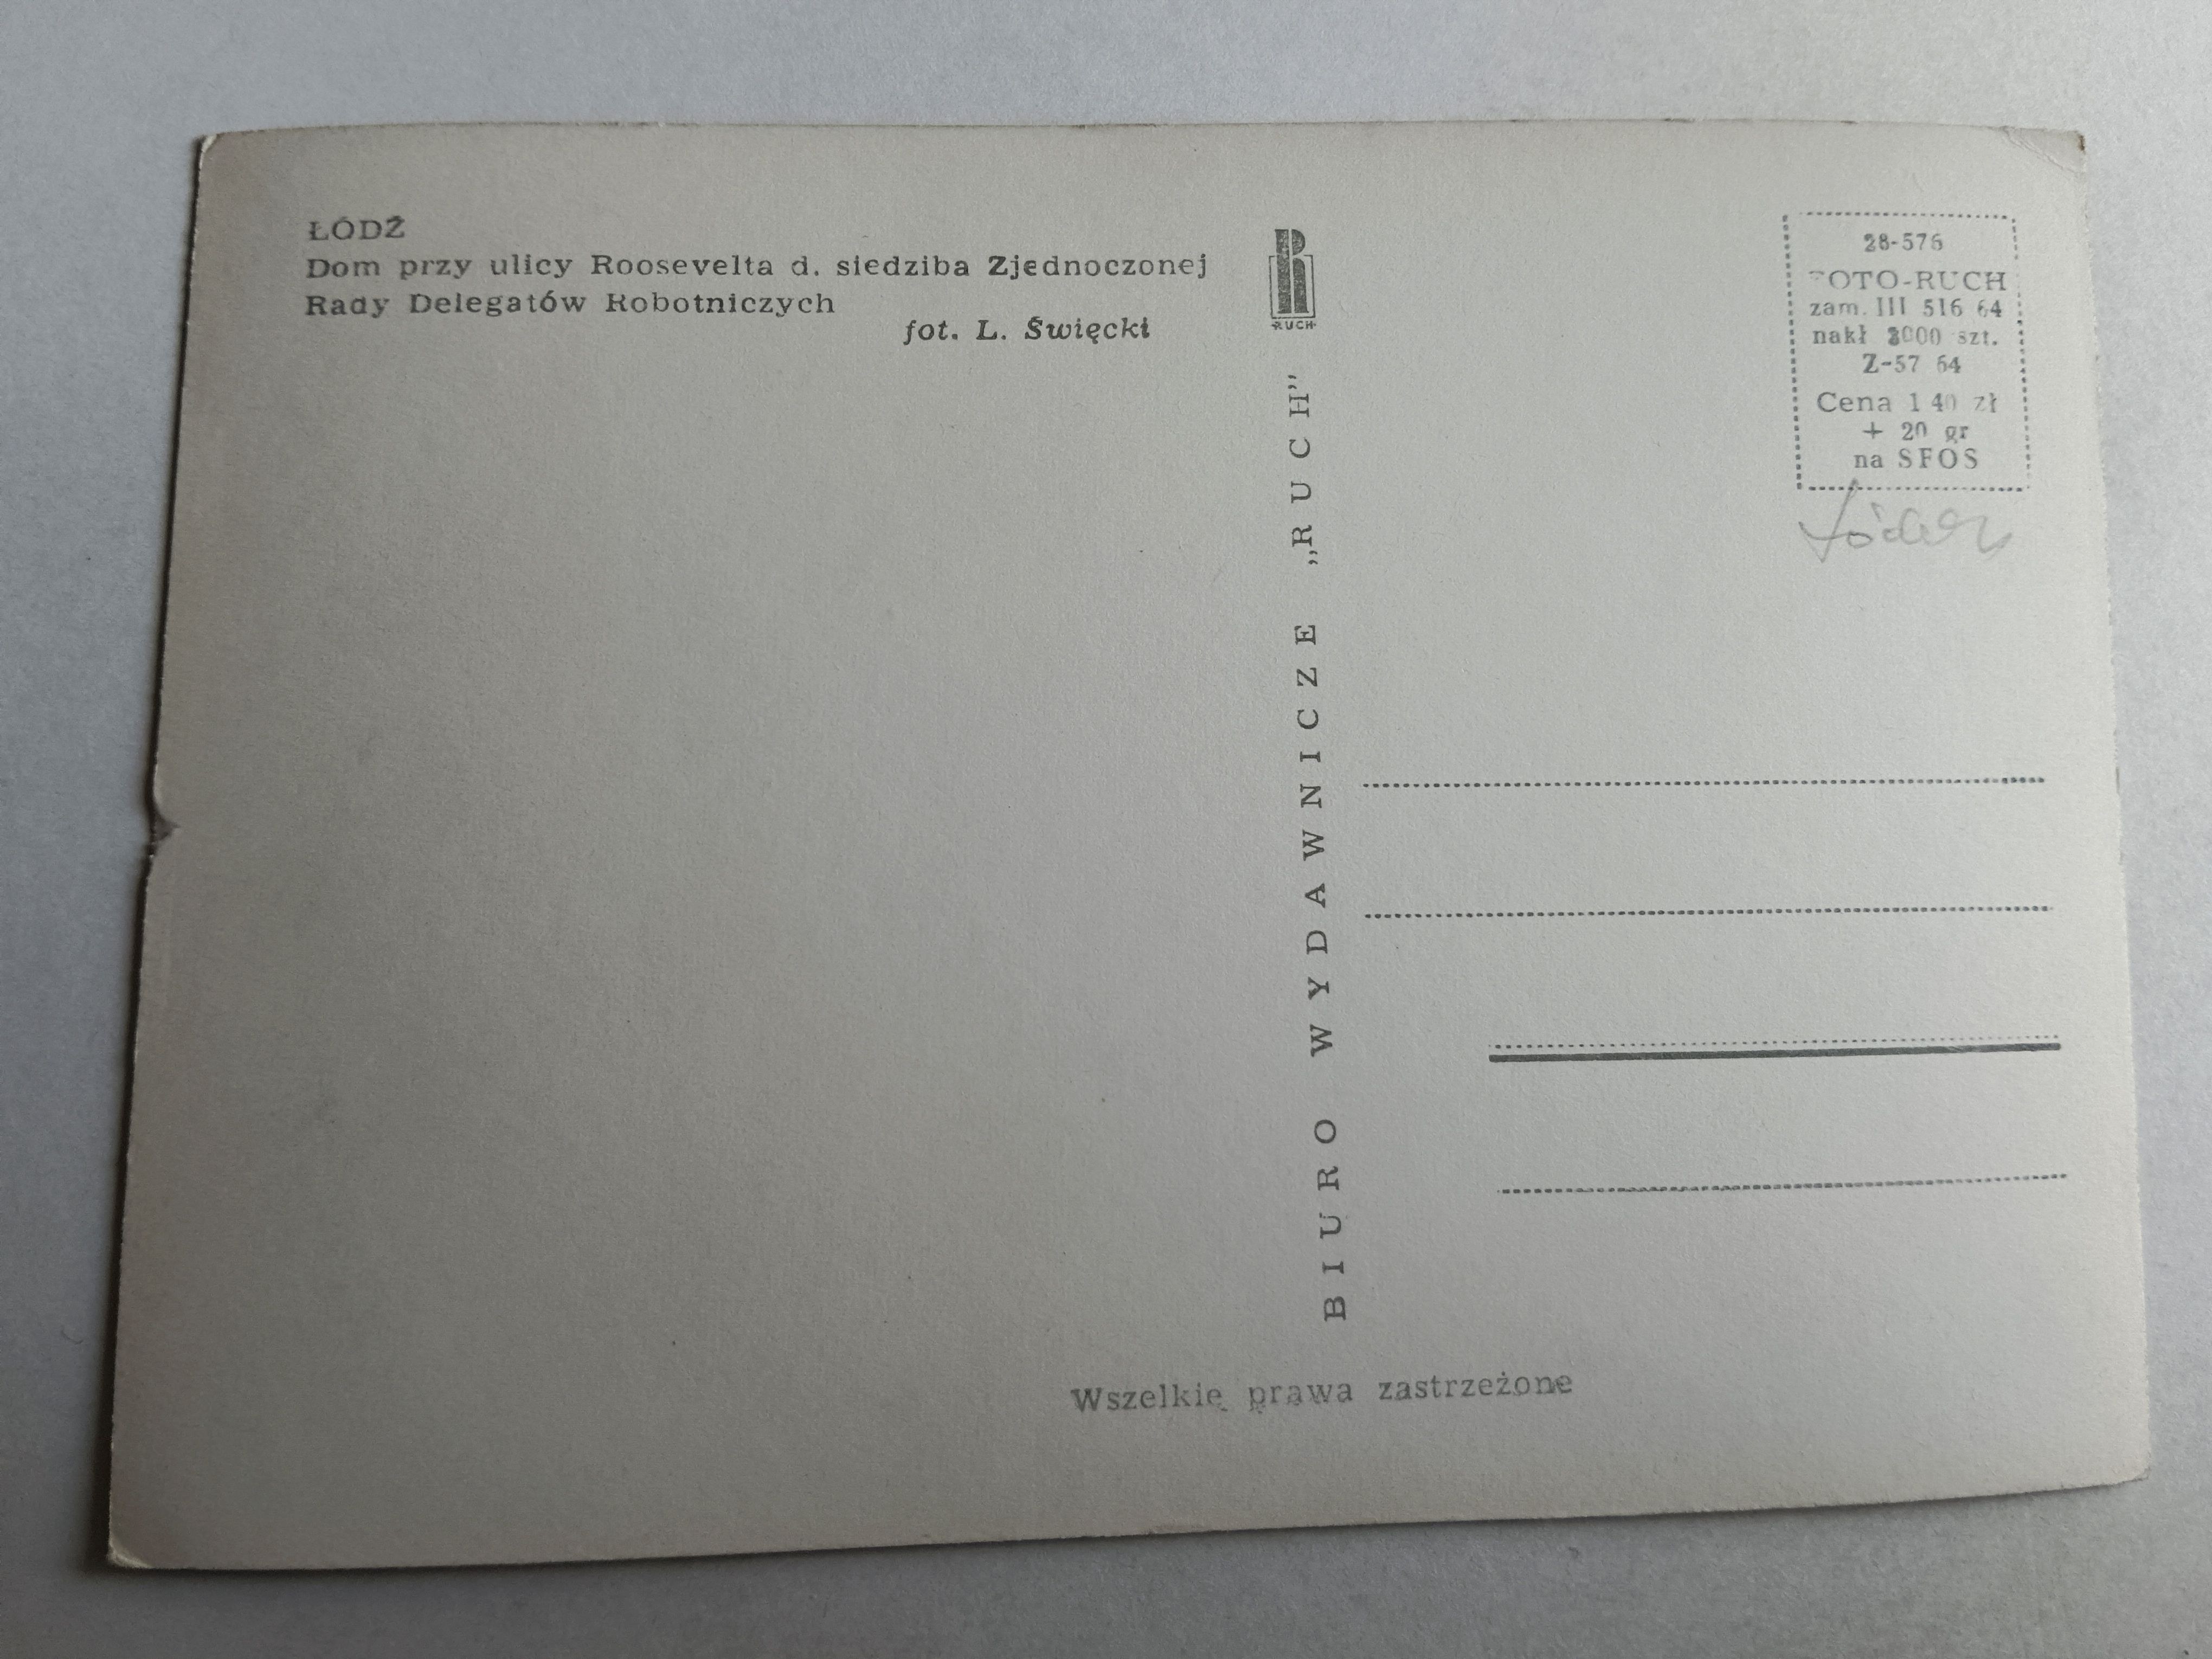 ŁÓDŹ
Dom przy ulicy Roosevelta d. siedziba Zjednoczonej
Rady Delegatów Robotniczych
fot. L. Święcki
RUCH
BIURO WYDAWNICZE „RUCH”
28-576
FOTO-RUCH
zam. III 516 64
nakł 3000 szt.
Z-57 64
Cena 1 40 zł
+ 20 gr
na SFOS
Wszelkie prawa zastrzeżone